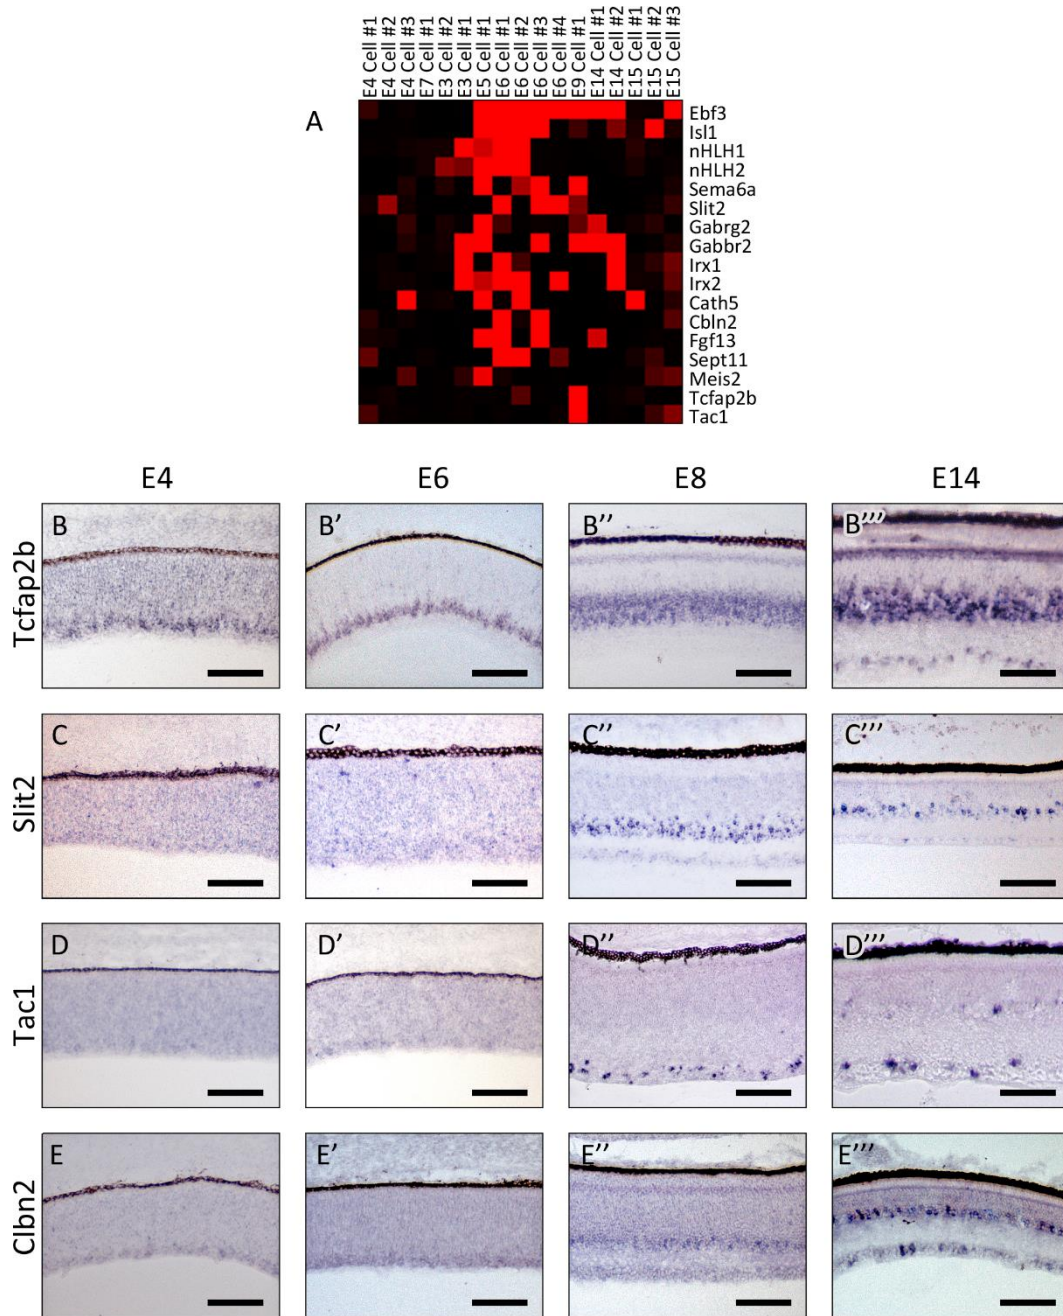 E4 Cell #1
E4 Cell #2
E4 Cell #3
E7 Cell #1
E3 Cell #2
E3 Cell #1
E5 Cell #1
E6 Cell #1
E6 Cell #2
E6 Cell #3
E6 Cell #4
E9 Cell #1
E14 Cell #1
E14 Cell #2
E15 Cell #1
E15 Cell #2
E15 Cell #3
A
Ebf3
Isl1
nHLH1
nHLH2
Sema6a
Slit2
Gabrg2
Gabbr2
Irx1
Irx2
Cath5
Cbln2
Fgf13
Sept11
Meis2
Tcfap2b
Tac1
E4 E6 E8 E14
Tcfap2b
B B’ B’’ B’’’
Slit2
C C’ C’’ C’’’
Tac1
D D’ D’’ D’’’
Clbn2
E E’ E’’ E’’’